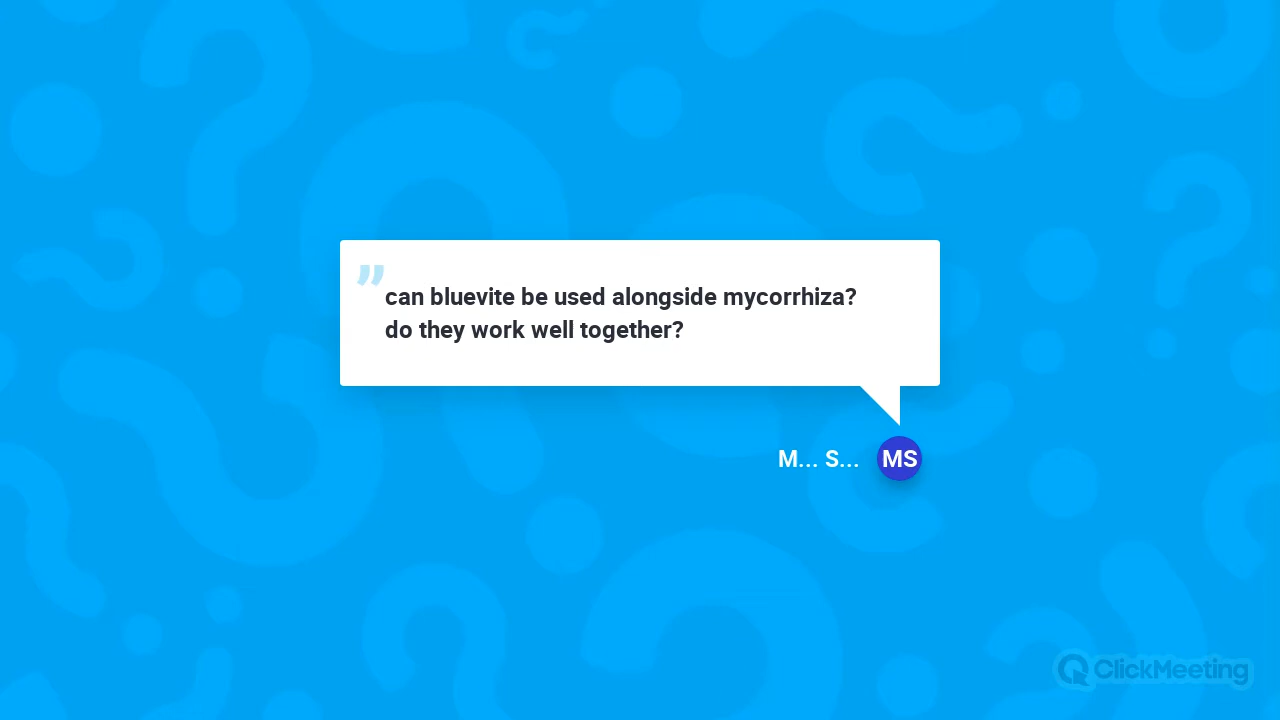 ”
can bluevite be used alongside mycorrhiza?
do they work well together?
M... S...
MS
ClickMeeting